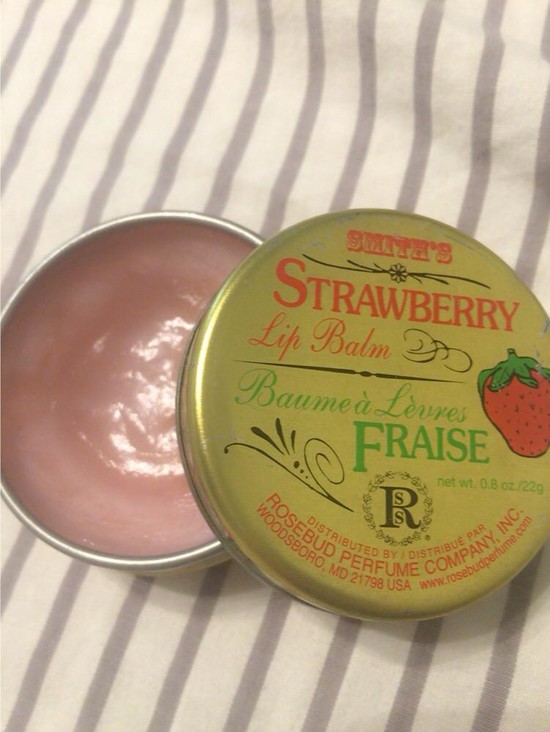 SMITH'S
STRAWBERRY
Lip Balm
Baume à Lèvres
FRAISE
net wt. 0.8 oz./22g
R
S S S
DISTRIBUTED BY / DISTRIBUÉ PAR
ROSEBUD PERFUME COMPANY, INC.
WOODSBORO, MD 21798 USA www.rosebudperfume.com